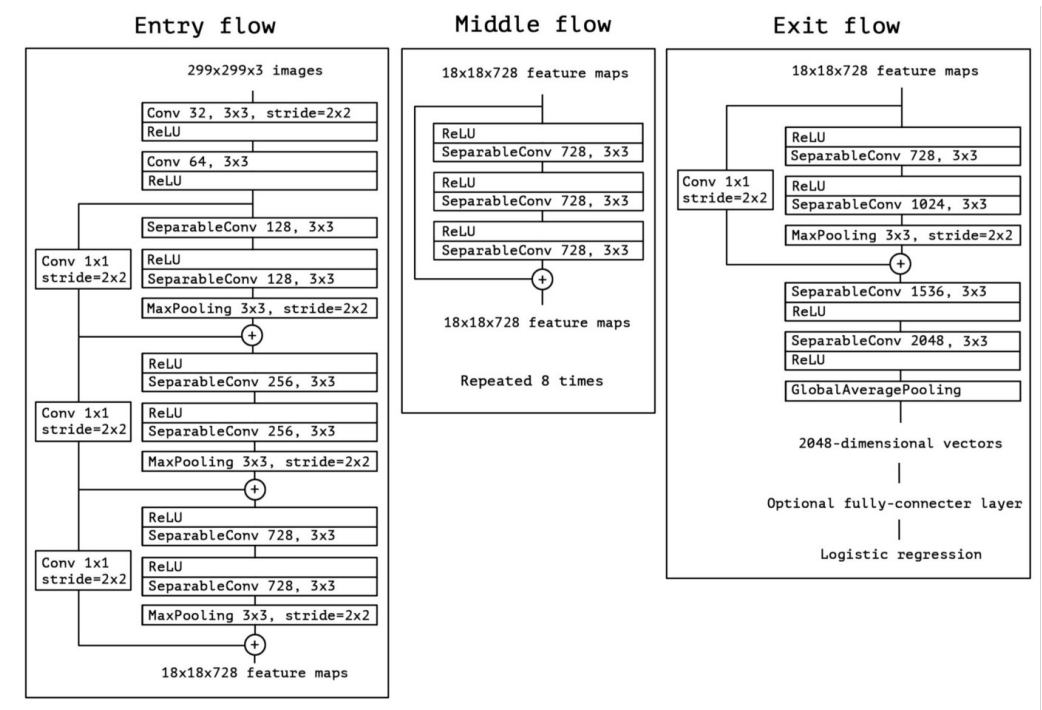 Entry flow
299x299x3 images
Conv 32, 3x3, stride=2x2
ReLU
Conv 64, 3x3
ReLU
SeparableConv 128, 3x3
Conv 1x1
stride=2x2
ReLU
SeparableConv 128, 3x3
MaxPooling 3x3, stride=2x2
+
ReLU
SeparableConv 256, 3x3
Conv 1x1
stride=2x2
ReLU
SeparableConv 256, 3x3
MaxPooling 3x3, stride=2x2
+
ReLU
SeparableConv 728, 3x3
Conv 1x1
stride=2x2
ReLU
SeparableConv 728, 3x3
MaxPooling 3x3, stride=2x2
+
18x18x728 feature maps
Middle flow
18x18x728 feature maps
ReLU
SeparableConv 728, 3x3
ReLU
SeparableConv 728, 3x3
ReLU
SeparableConv 728, 3x3
+
18x18x728 feature maps
Repeated 8 times
Exit flow
18x18x728 feature maps
ReLU
SeparableConv 728, 3x3
Conv 1x1
stride=2x2
ReLU
SeparableConv 1024, 3x3
MaxPooling 3x3, stride=2x2
+
SeparableConv 1536, 3x3
ReLU
SeparableConv 2048, 3x3
ReLU
GlobalAveragePooling
2048-dimensional vectors
Optional fully-connecter layer
Logistic regression